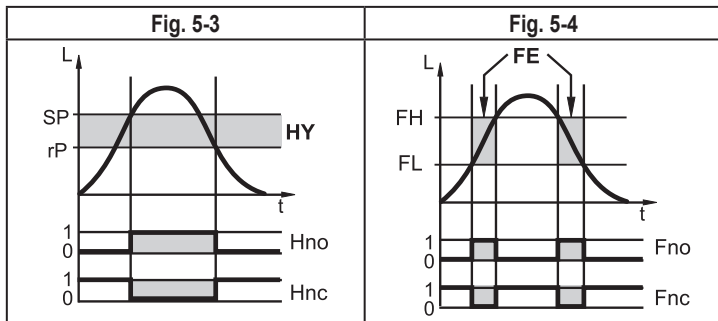 Fig. 5-3
Fig. 5-4
L
SP
rP
HY
t
1
0
Hno
1
0
Hnc
FE
L
FH
FL
t
1
0
Fno
1
0
Fnc